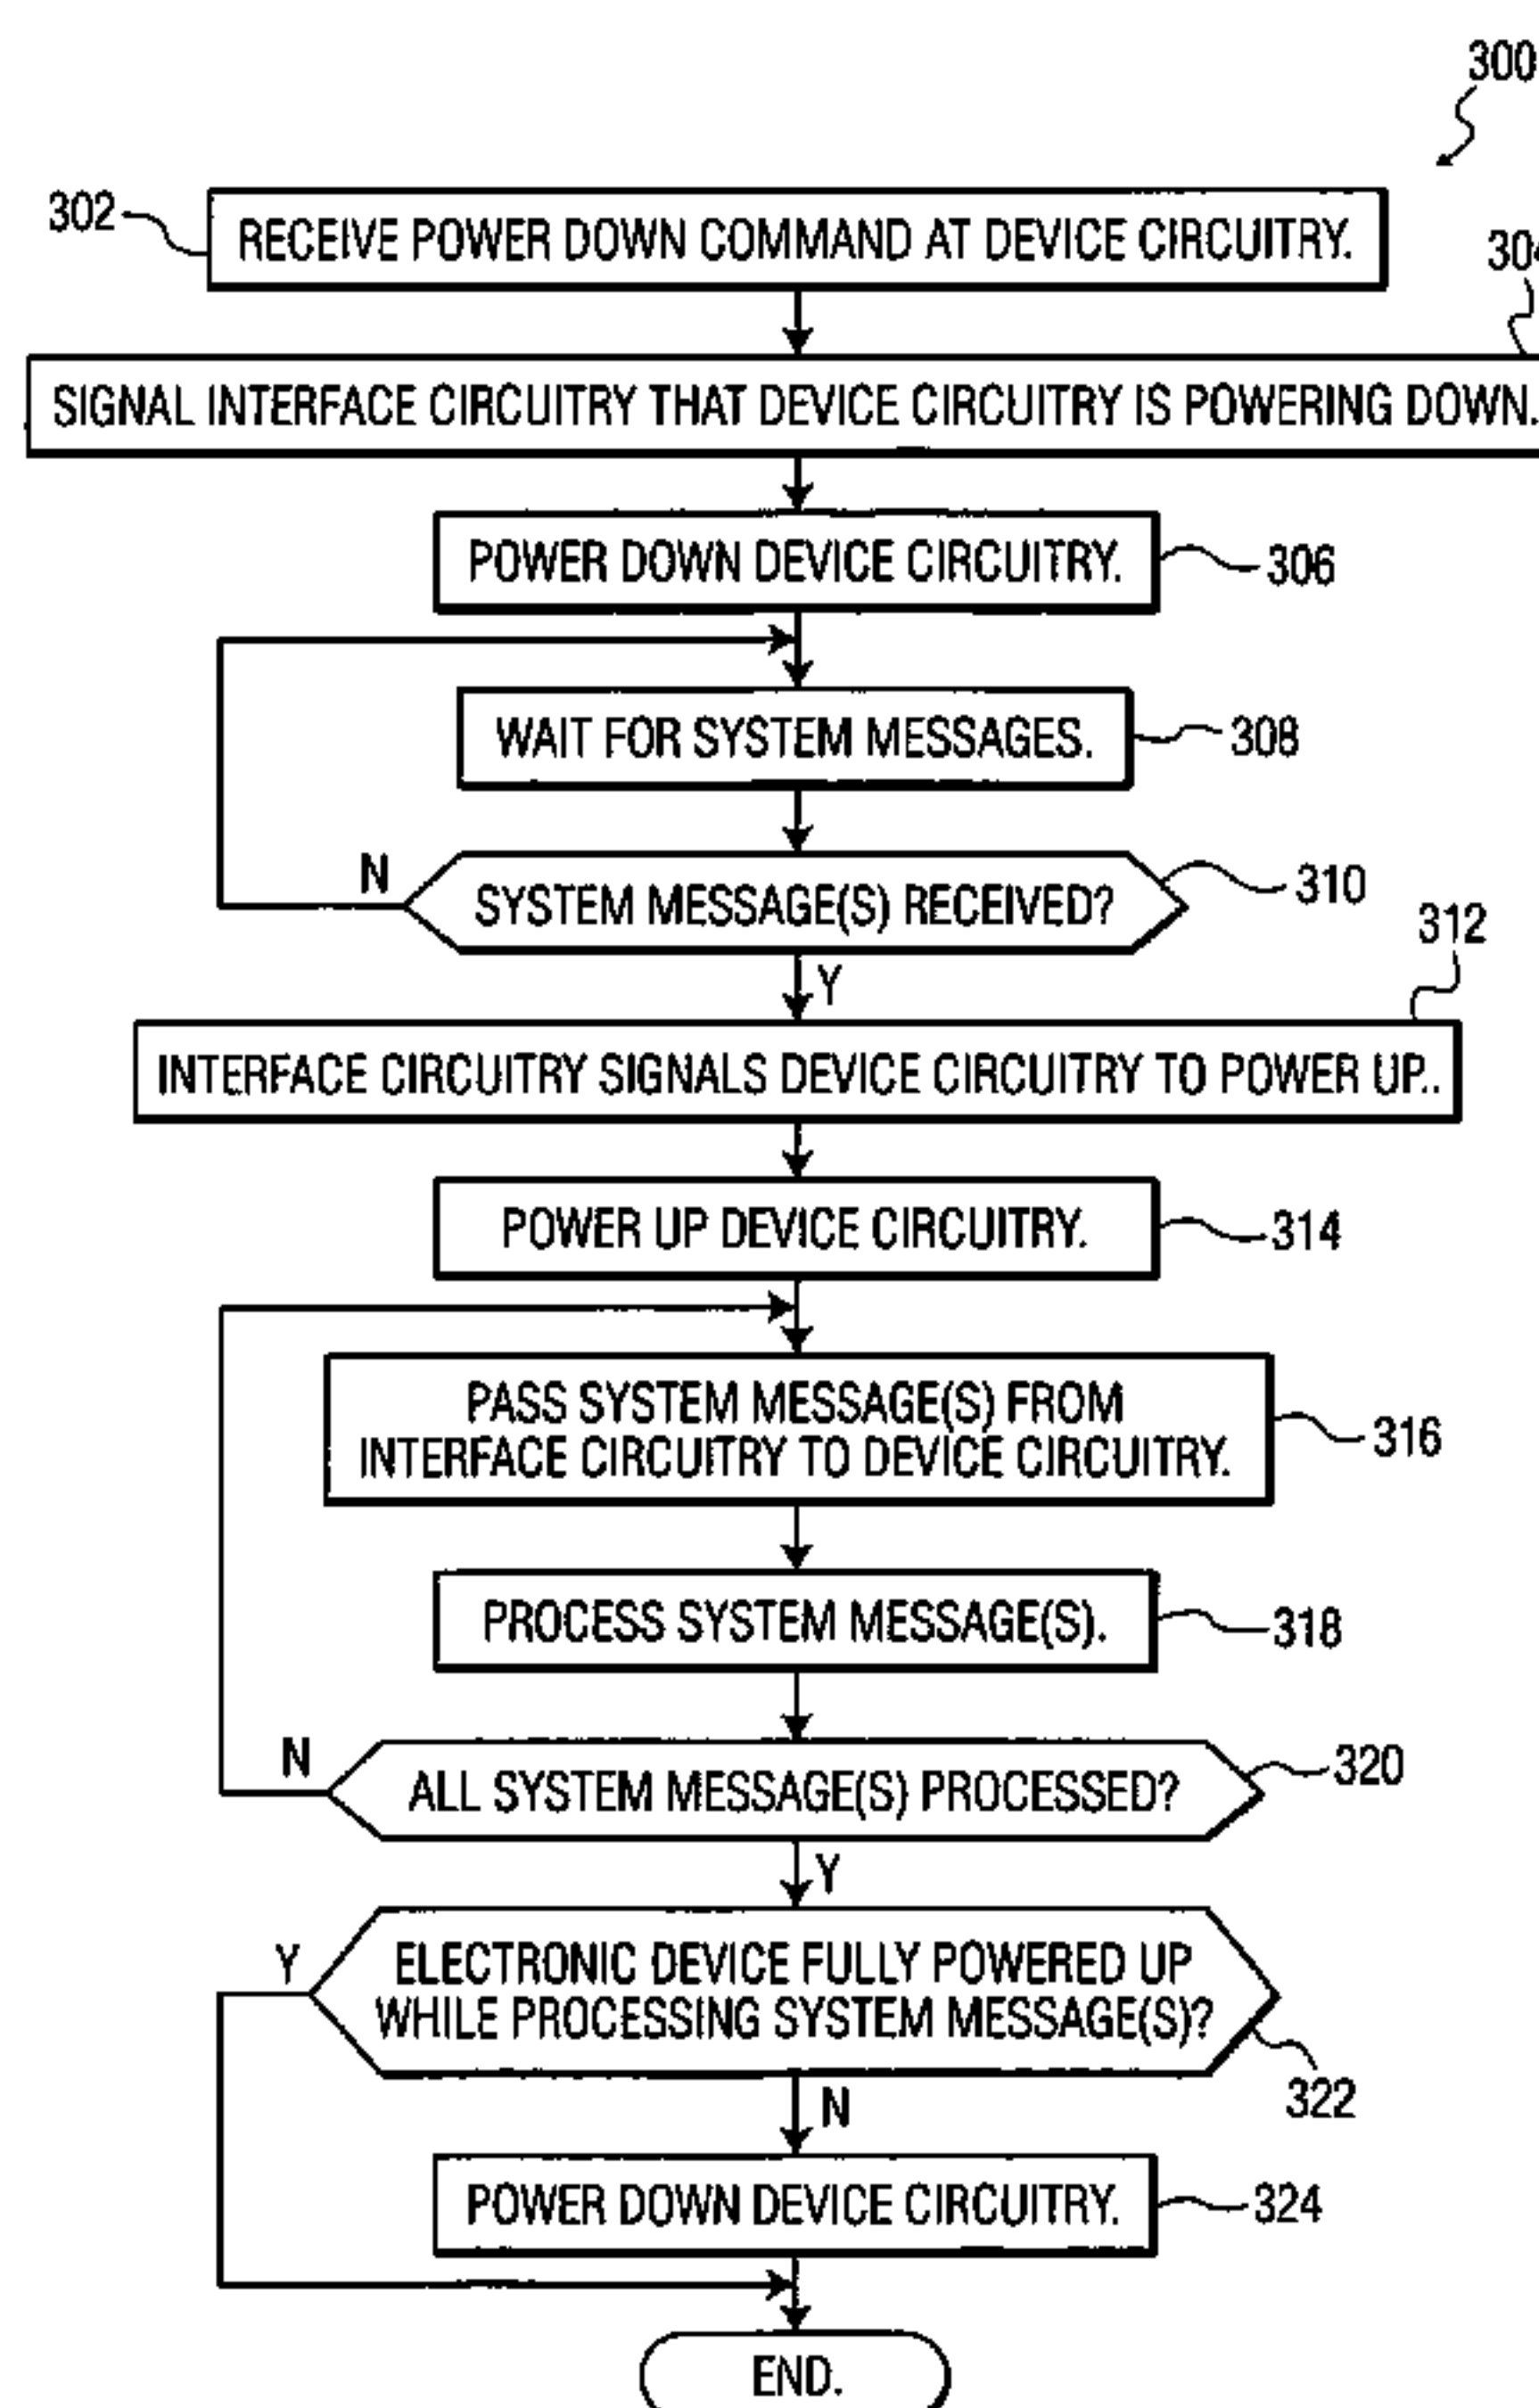 300
302
RECEIVE POWER DOWN COMMAND AT DEVICE CIRCUITRY.
SIGNAL INTERFACE CIRCUITRY THAT DEVICE CIRCUITRY IS POWERING DOWN.
POWER DOWN DEVICE CIRCUITRY.
306
WAIT FOR SYSTEM MESSAGES.
308
N
SYSTEM MESSAGE(S) RECEIVED?
310
312
Y
INTERFACE CIRCUITRY SIGNALS DEVICE CIRCUITRY TO POWER UP..
POWER UP DEVICE CIRCUITRY.
314
PASS SYSTEM MESSAGE(S) FROM
INTERFACE CIRCUITRY TO DEVICE CIRCUITRY.
316
PROCESS SYSTEM MESSAGE(S).
318
N
ALL SYSTEM MESSAGE(S) PROCESSED?
320
Y
Y
ELECTRONIC DEVICE FULLY POWERED UP
WHILE PROCESSING SYSTEM MESSAGE(S)?
322
N
POWER DOWN DEVICE CIRCUITRY.
324
END.